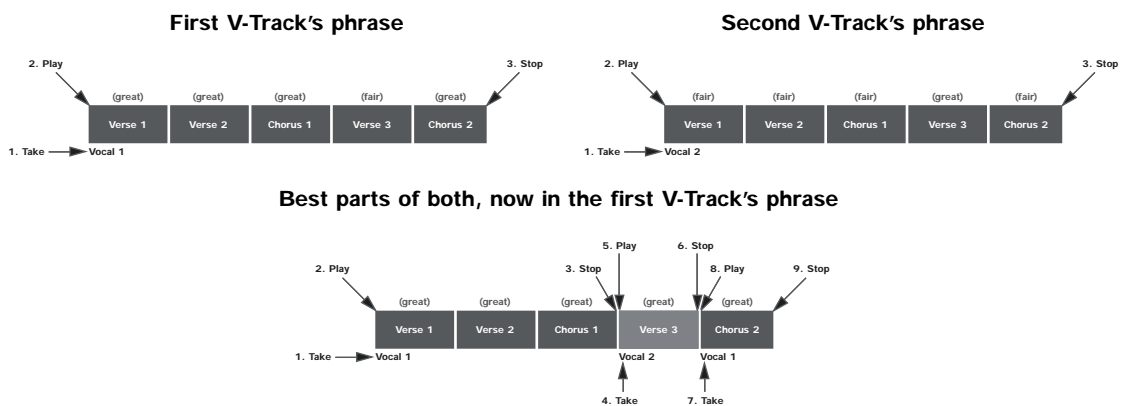 First V-Track's phrase
2. Play
3. Stop
(great) (great) (great) (fair) (great)
Verse 1 Verse 2 Chorus 1 Verse 3 Chorus 2
1. Take Vocal 1
Second V-Track's phrase
2. Play
3. Stop
(fair) (fair) (fair) (great) (fair)
Verse 1 Verse 2 Chorus 1 Verse 3 Chorus 2
1. Take Vocal 2
Best parts of both, now in the first V-Track's phrase
5. Play 6. Stop
2. Play 3. Stop 8. Play 9. Stop
(great) (great) (great) (great) (great)
Verse 1 Verse 2 Chorus 1 Verse 3 Chorus 2
1. Take Vocal 1 Vocal 2 Vocal 1
4. Take 7. Take